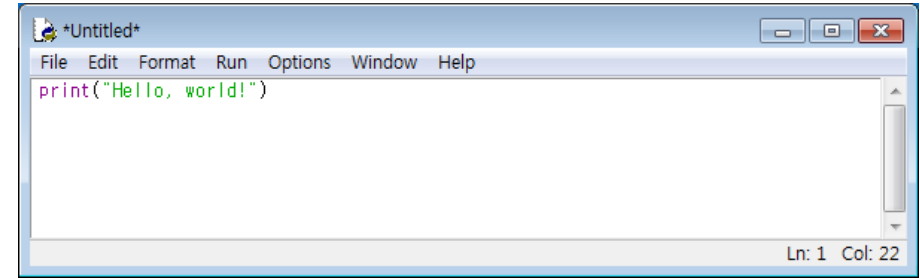 *Untitled*
File Edit Format Run Options Window Help
print("Hello, world!")
Ln: 1 Col: 22